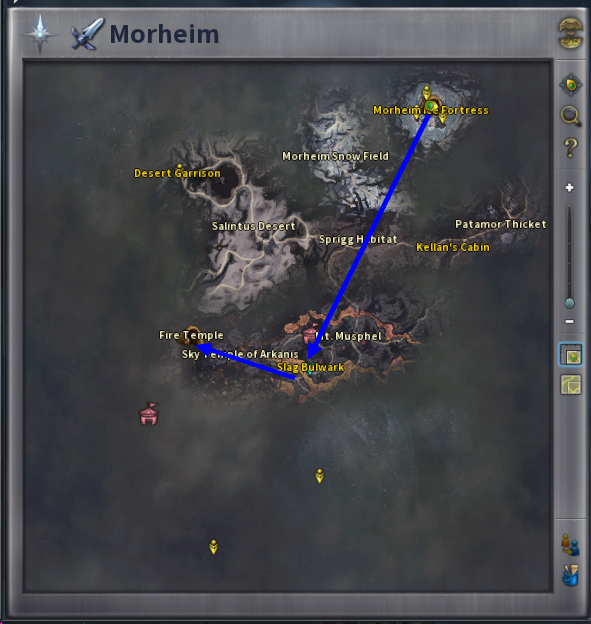 Morheim
Morheim Ice Fortress
Morheim Snow Field
Desert Garrison
Salintus Desert
Patamor Thicket
Sprigg Habitat
Kellan's Cabin
Fire Temple
Mt. Musphel
Sky Temple of Arkanis
Slag Bulwark
?
+
−